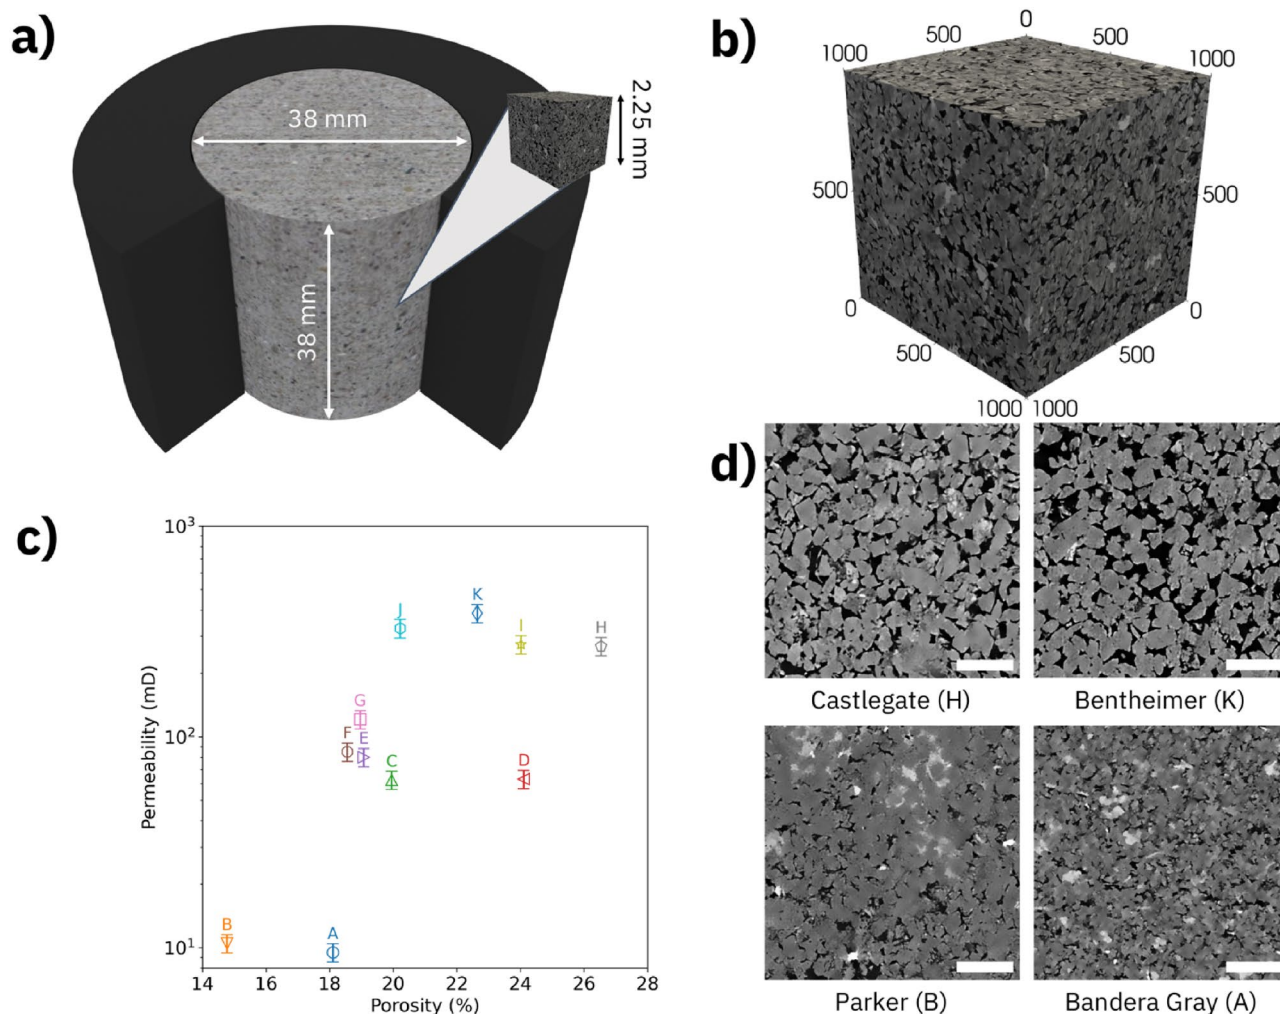 a)
38 mm
38 mm
2.25 mm
b)
0
500
500
1000
1000
500
500
0
0
500
500
1000
1000
c)
10³
10²
10¹
Permeability (mD)
J
K
I
H
G
F
E
C
D
B
A
14
16
18
20
22
24
26
28
Porosity (%)
d)
Castlegate (H)
Bentheimer (K)
Parker (B)
Bandera Gray (A)